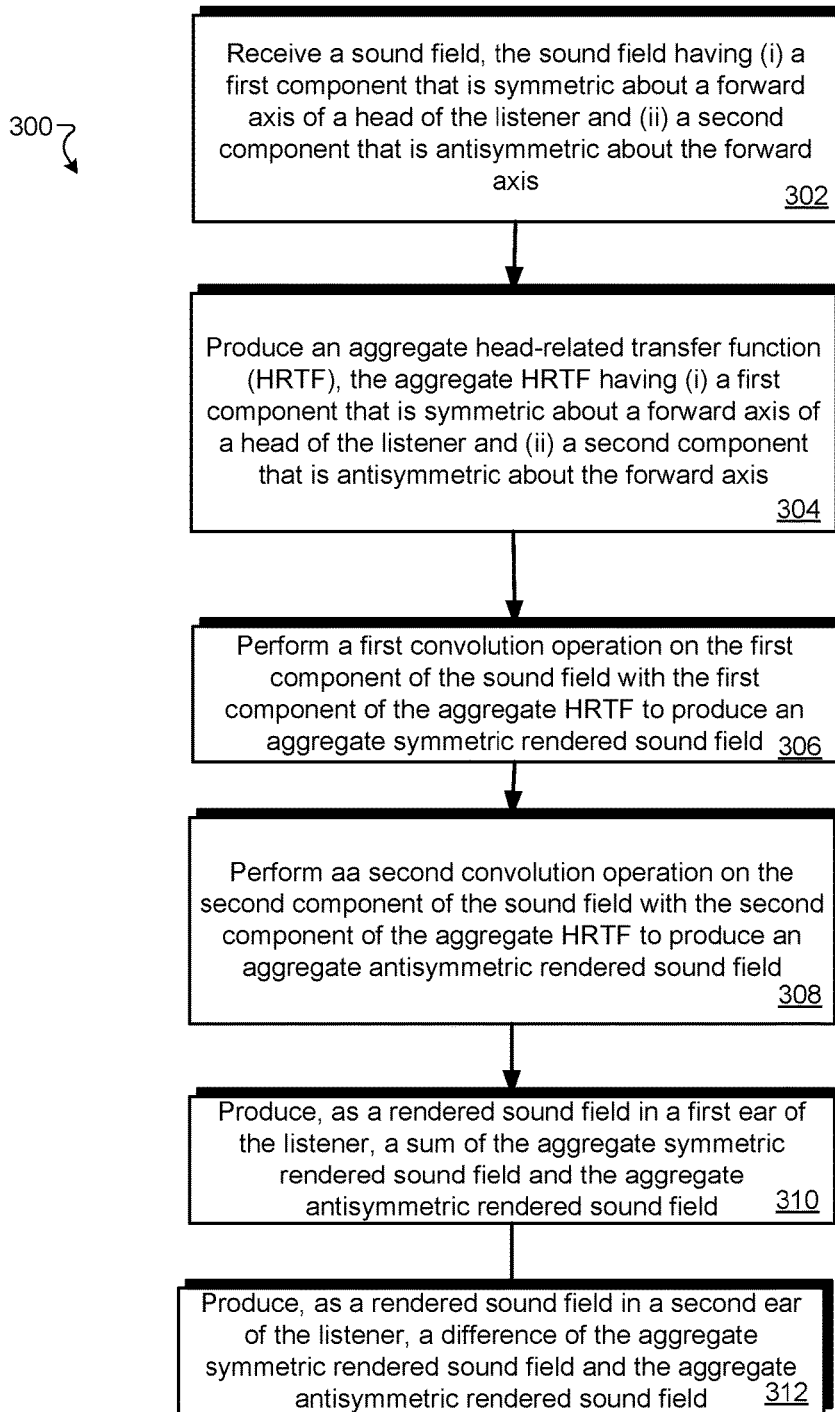 300
Receive a sound field, the sound field having (i) a
first component that is symmetric about a forward
axis of a head of the listener and (ii) a second
component that is antisymmetric about the forward
axis
302
Produce an aggregate head-related transfer function
(HRTF), the aggregate HRTF having (i) a first
component that is symmetric about a forward axis of
a head of the listener and (ii) a second component
that is antisymmetric about the forward axis
304
Perform a first convolution operation on the first
component of the sound field with the first
component of the aggregate HRTF to produce an
aggregate symmetric rendered sound field 306
Perform aa second convolution operation on the
second component of the sound field with the second
component of the aggregate HRTF to produce an
aggregate antisymmetric rendered sound field
308
Produce, as a rendered sound field in a first ear of
the listener, a sum of the aggregate symmetric
rendered sound field and the aggregate
antisymmetric rendered sound field 310
Produce, as a rendered sound field in a second ear
of the listener, a difference of the aggregate
symmetric rendered sound field and the aggregate
antisymmetric rendered sound field 312